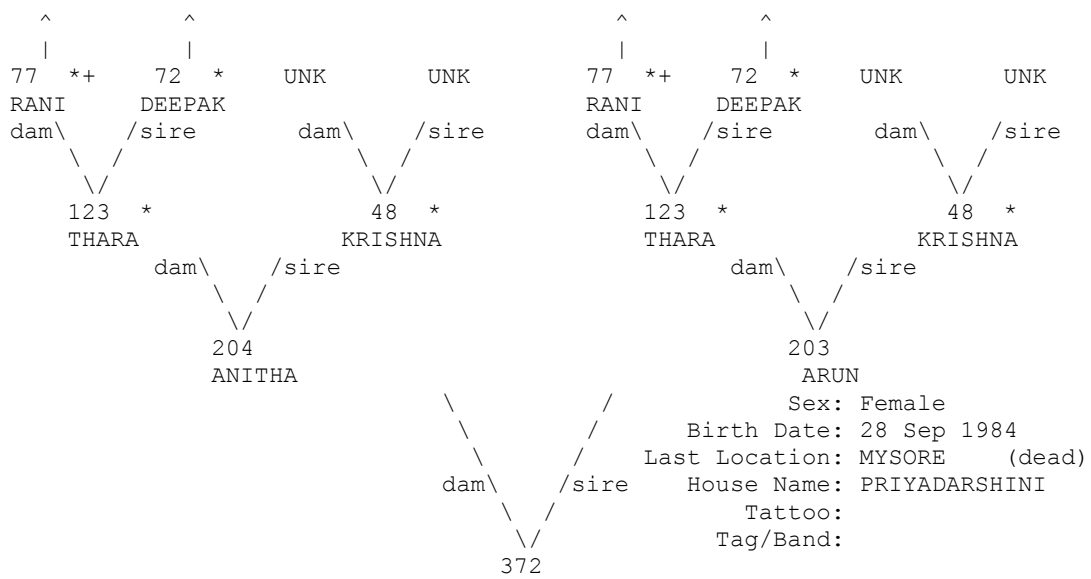 ^ ^ ^ ^
| | | |
77 *+ 72 * UNK UNK 77 *+ 72 * UNK UNK
RANI DEEPAK RANI DEEPAK
dam\ /sire dam\ /sire dam\ /sire dam\ /sire
\ / \ / \ / \ /
\/ \/ \/ \/
123 * 48 * 123 * 48 *
THARA KRISHNA THARA KRISHNA
dam\ /sire dam\ /sire
\ / \ /
\/ \/
204 203
ANITHA ARUN
\ / Sex: Female
\ / Birth Date: 28 Sep 1984
\ / Last Location: MYSORE (dead)
dam\ /sire House Name: PRIYADARSHINI
\ / Tattoo:
\/ Tag/Band:
372